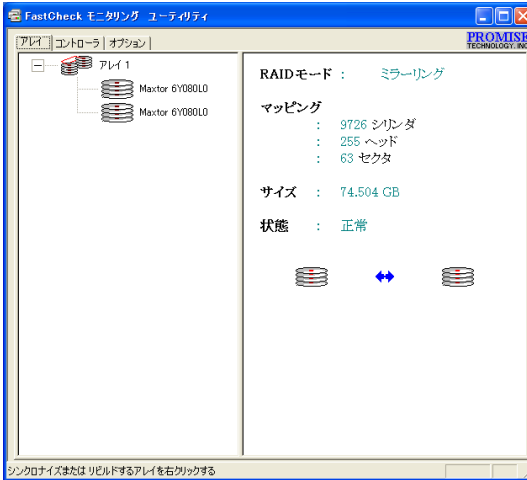 FastCheck モニタリング ユーティリティ
アレイ コントローラ オプション
PROMISE
TECHNOLOGY, INC
アレイ 1
Maxtor 6Y080L0
Maxtor 6Y080L0
RAIDモード : ミラーリング
マッピング
: 9726 シリンダ
: 255 ヘッド
: 63 セクタ
サイズ : 74.504 GB
状態 : 正常
シンクロナイズまたは リビルドするアレイを右クリックする